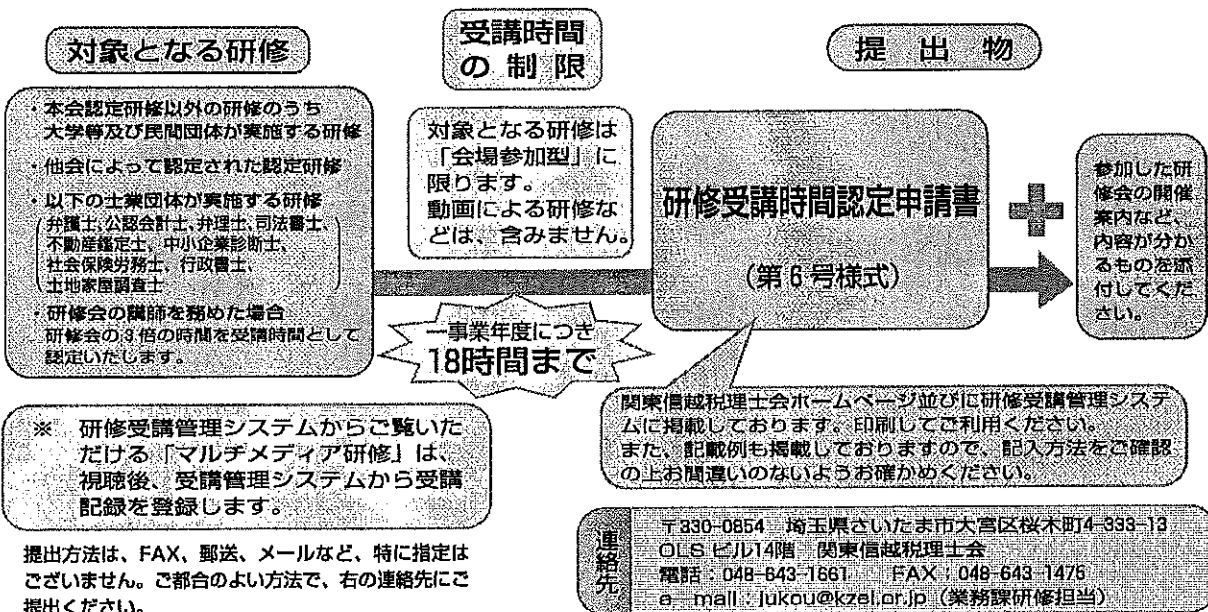 対象となる研修
・本会認定研修以外の研修のうち
大学等及び民間団体が実施する研修
・他会によって認定された認定研修
・以下の士業団体が実施する研修
弁護士、公認会計士、弁理士、司法書士、
不動産鑑定士、中小企業診断士、
社会保険労務士、行政書士、
土地家屋調査士
・研修会の講師を務めた場合
研修会の3倍の時間を受講時間として
認定いたします。
受講時間
の制限
対象となる研修は
「会場参加型」に
限ります。
動画による研修な
どは、含みません。
一事業年度につき
18時間まで
提出物
研修受講時間認定申請書
(第6号様式)
参加した研
修会の開催
案内など、
内容が分か
るものを添
付してくだ
さい。
関東信越税理士会ホームページ並びに研修受講管理システ
ムに掲載しております。印刷してご利用ください。
また、記載例も掲載しておりますので、記入方法をご確認
の上お間違いのないようお確かめください。
※ 研修受講管理システムからご覧いた
だける「マルチメディア研修」は、
視聴後、受講管理システムから受講
記録を登録します。
提出方法は、FAX、郵送、メールなど、特に指定は
ございません。ご都合のよい方法で、右の連絡先にご
提出ください。
連絡先
〒330-0854 埼玉県さいたま市大宮区桜木町4-333-13
OLSビル14階 関東信越税理士会
電話:048-643-1661 FAX:048-643-1475
e-mail:jukou@kzei.or.jp(業務課研修担当)